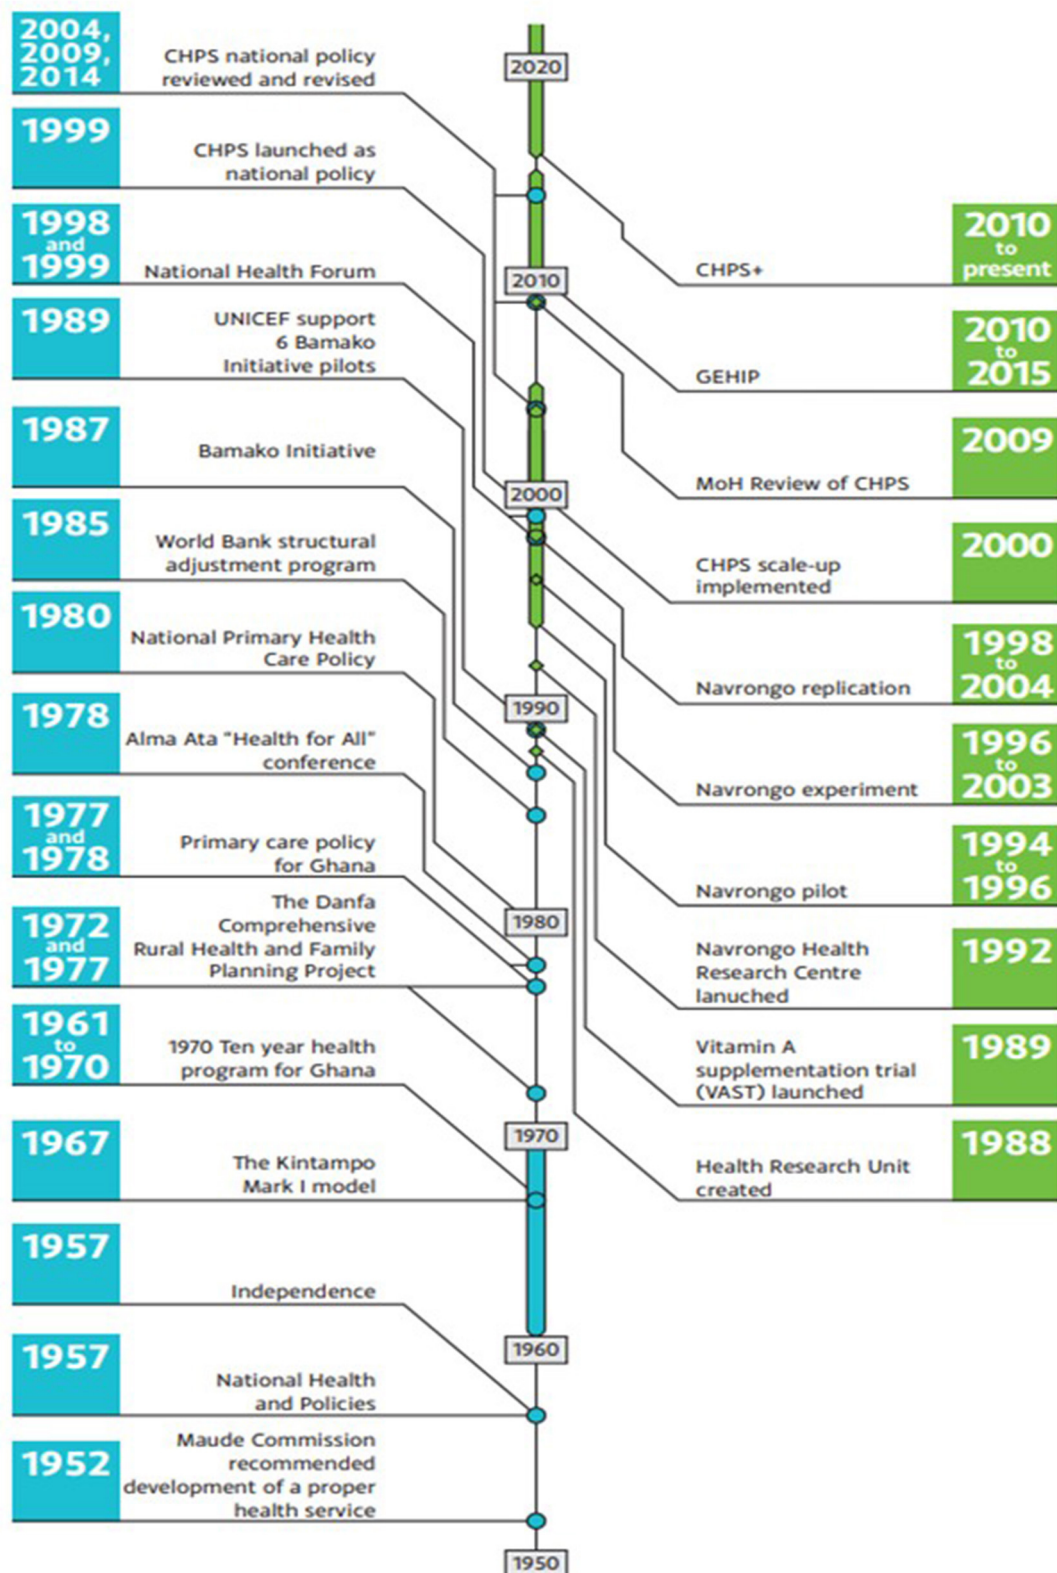 2004,
2009,
2014
CHPS national policy
reviewed and revised
1999
CHPS launched as
national policy
1998
and
1999
National Health Forum
1989
UNICEF support
6 Bamako
Initiative pilots
1987
Bamako Initiative
1985
World Bank structural
adjustment program
1980
National Primary Health
Care Policy
1978
Alma Ata "Health for All"
conference
1977
and
1978
Primary care policy
for Ghana
1972
and
1977
The Danfa
Comprehensive
Rural Health and Family
Planning Project
1961
to
1970
1970 Ten year health
program for Ghana
1967
The Kintampo
Mark I model
1957
Independence
1957
National Health
and Policies
1952
Maude Commission
recommended
development of a proper
health service
2020
2010
2000
1990
1980
1970
1960
1950
CHPS+
2010
to
present
GEHIP
2010
to
2015
MoH Review of CHPS
2009
CHPS scale-up
implemented
2000
Navrongo replication
1998
to
2004
Navrongo experiment
1996
to
2003
Navrongo pilot
1994
to
1996
Navrongo Health
Research Centre
lanuched
1992
Vitamin A
supplementation trial
(VAST) launched
1989
Health Research Unit
created
1988